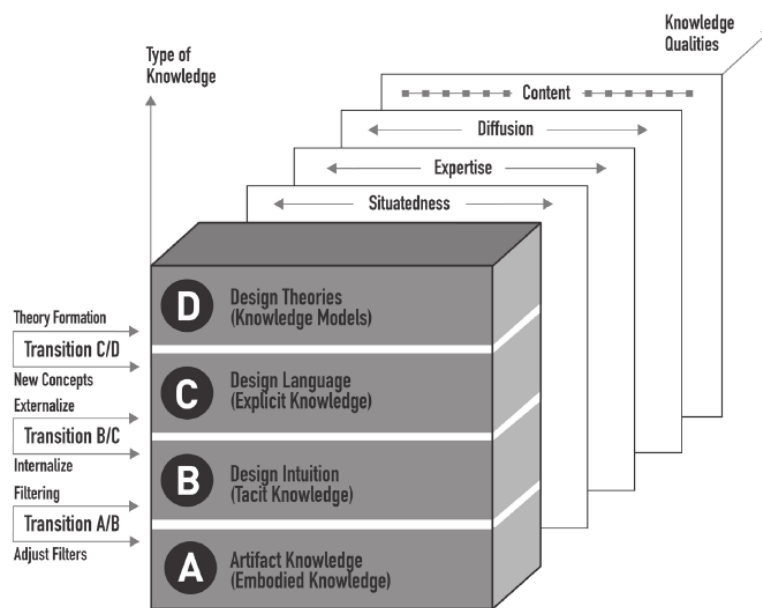 Knowledge
Qualities
Type of
Knowledge
Content
Diffusion
Expertise
Situatedness
D
Design Theories
(Knowledge Models)
Theory Formation
Transition C/D
New Concepts
C
Design Language
(Explicit Knowledge)
Externalize
Transition B/C
Internalize
B
Design Intuition
(Tacit Knowledge)
Filtering
Transition A/B
Adjust Filters
A
Artifact Knowledge
(Embodied Knowledge)